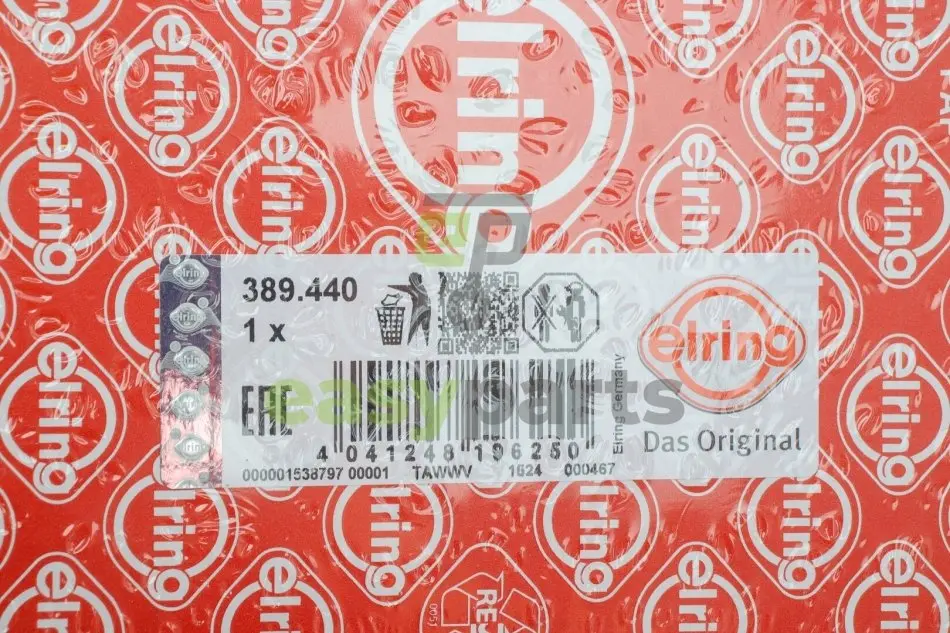 elring
389.440
1 x
EAC
4 041248 196250
Elring Germany
elring
Das Original
000001538797 00001 TAWWV 1624 000467
easyparts